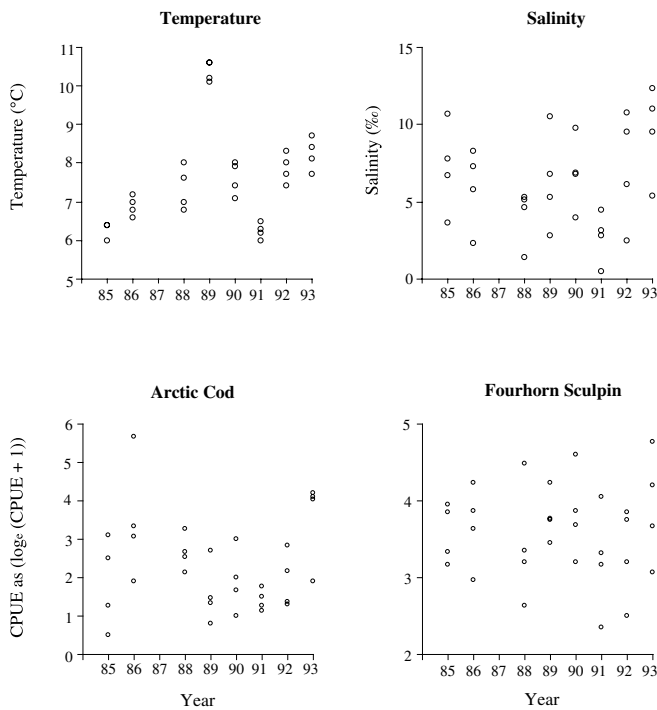 Temperature
Temperature (°C)
11
10
9
8
7
6
5
85 86 87 88 89 90 91 92 93
Salinity
Salinity (‰)
15
10
5
0
85 86 87 88 89 90 91 92 93
Arctic Cod
CPUE as (logₑ (CPUE + 1))
6
5
4
3
2
1
0
85 86 87 88 89 90 91 92 93
Year
Fourhorn Sculpin
5
4
3
2
85 86 87 88 89 90 91 92 93
Year